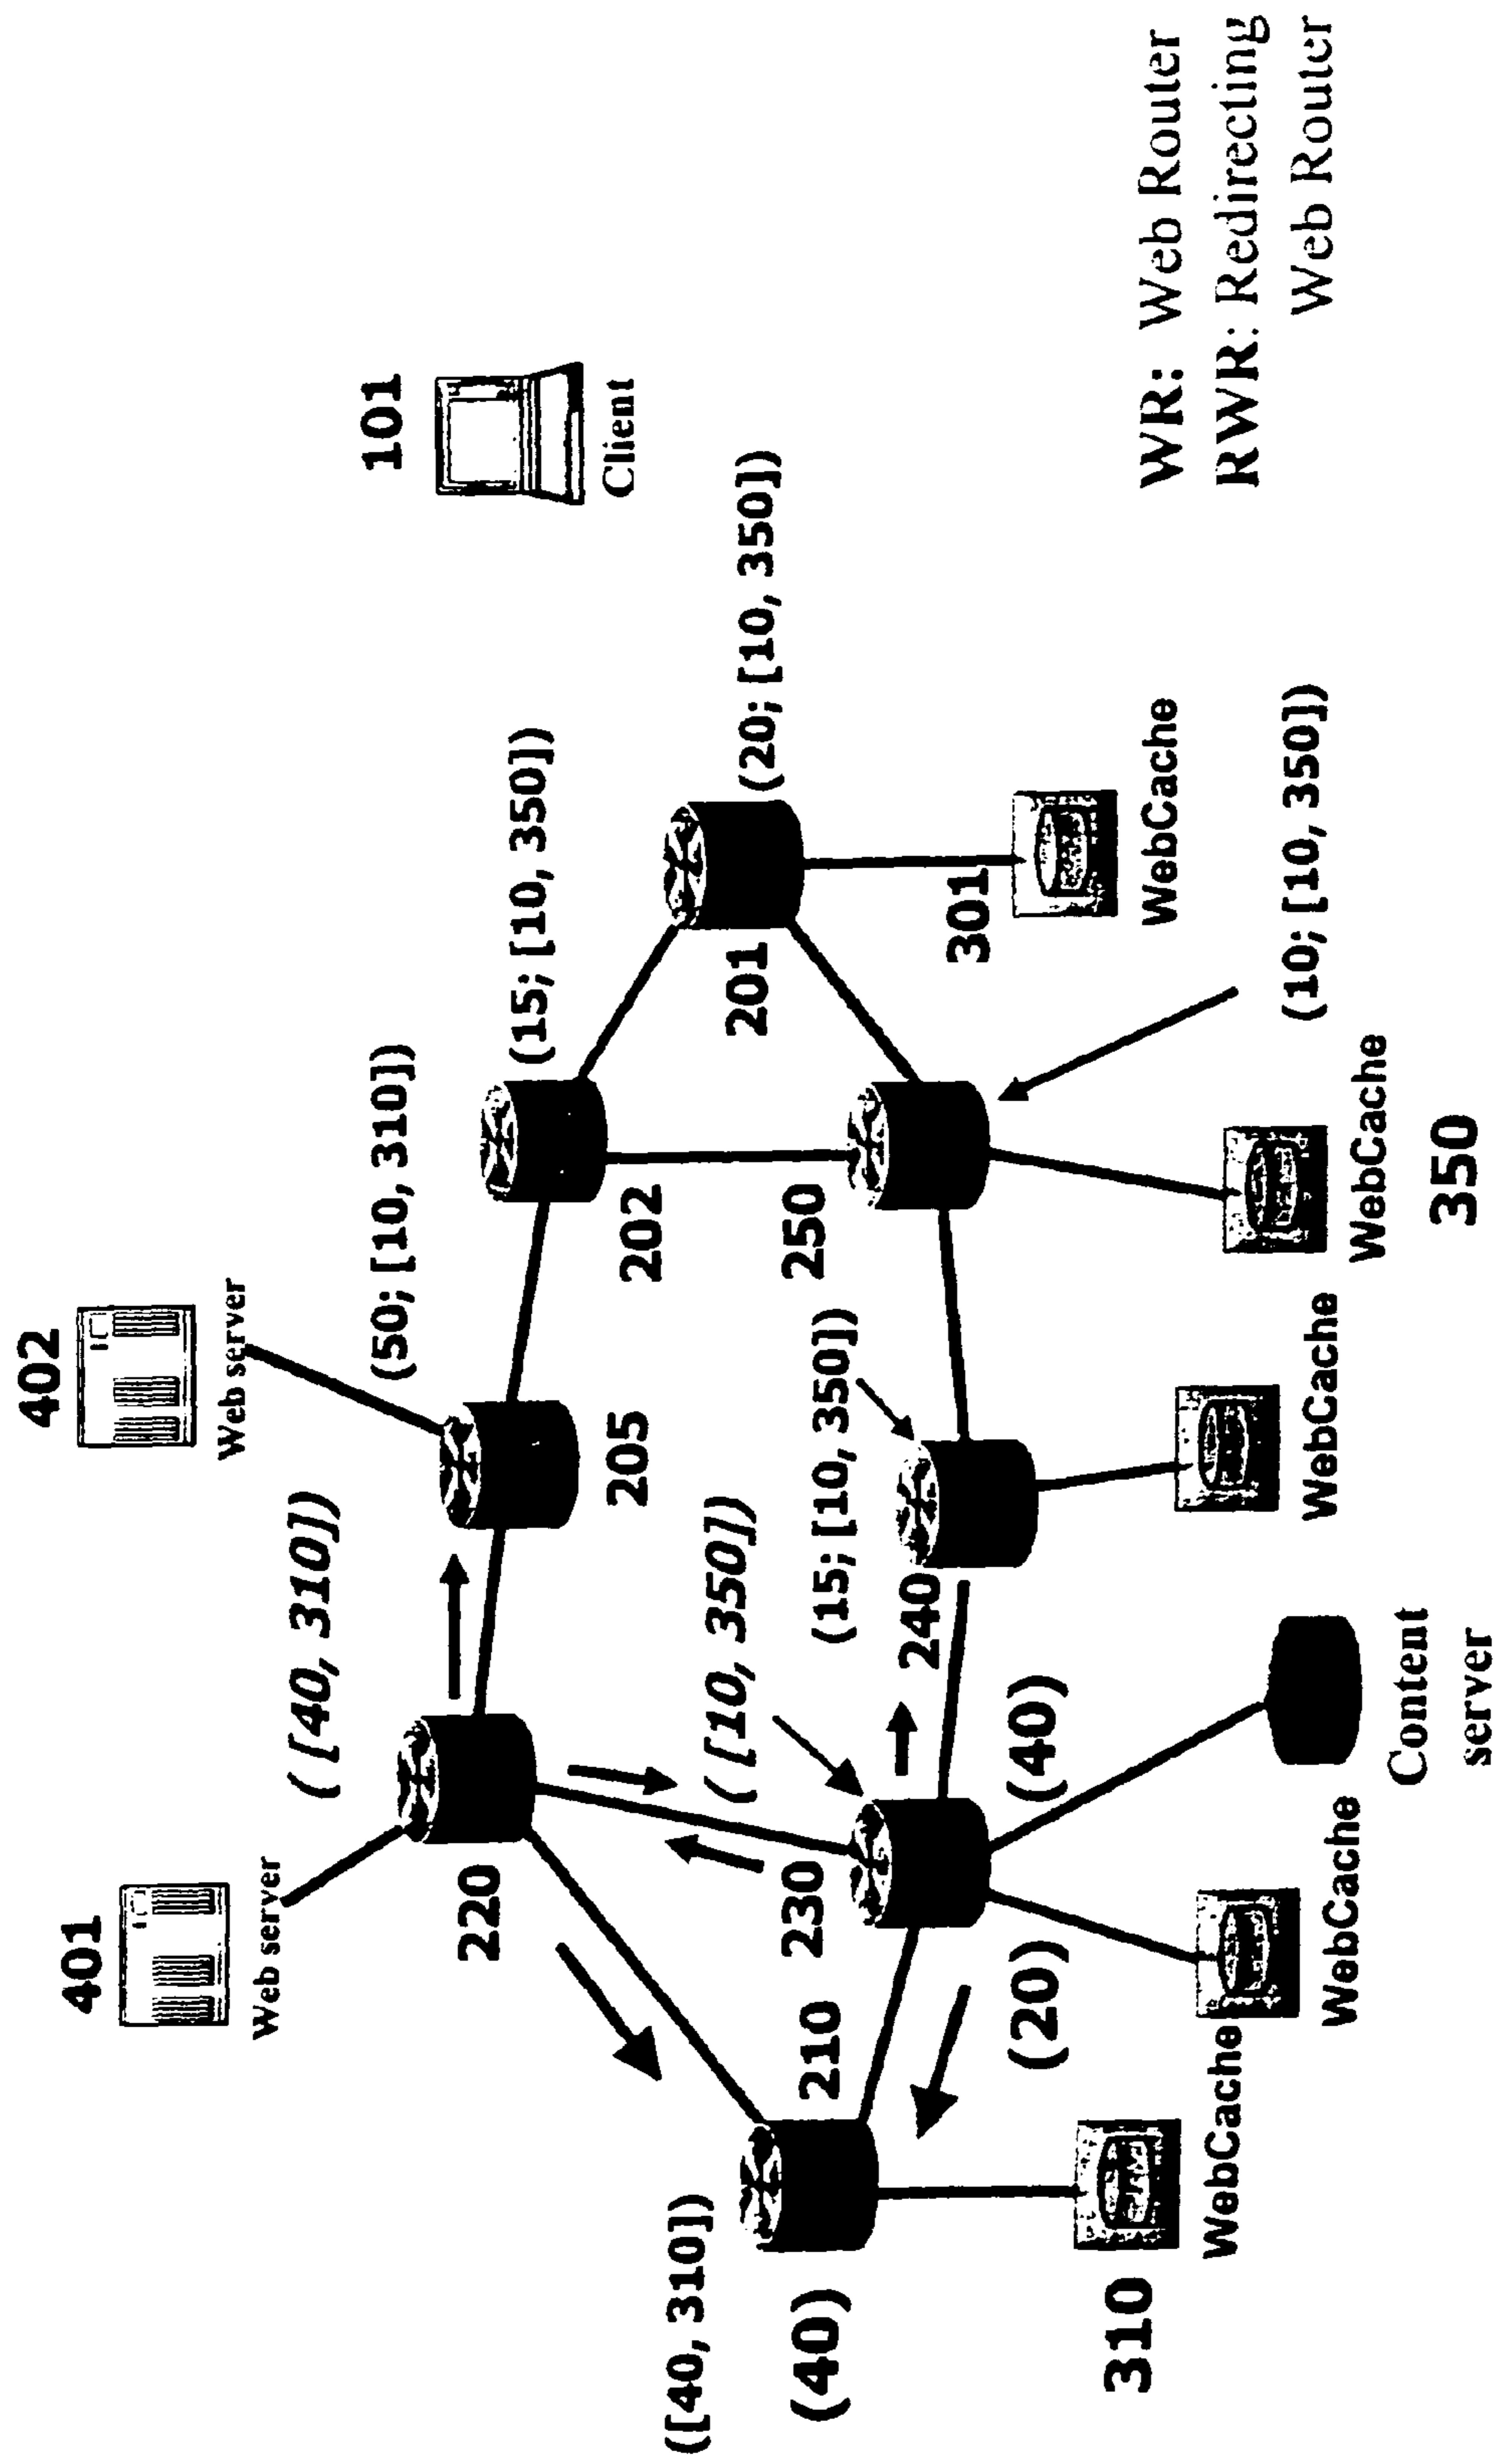 402
Web server
401
Web server
101
Client
([40, 310])
(50; [10, 310])
(15; [10, 350])
220
205
202
([10, 350])
(20; [10, 350])
([40, 310])
(40)
210
230
(15; [10, 350])
250
201
240
(20)
(40)
301
310
WebCache
WebCache
Content
server
WebCache
WebCache
350
WebCache
(10; [10, 350])
WR: Web Router
RWR: Redirecting
Web Router